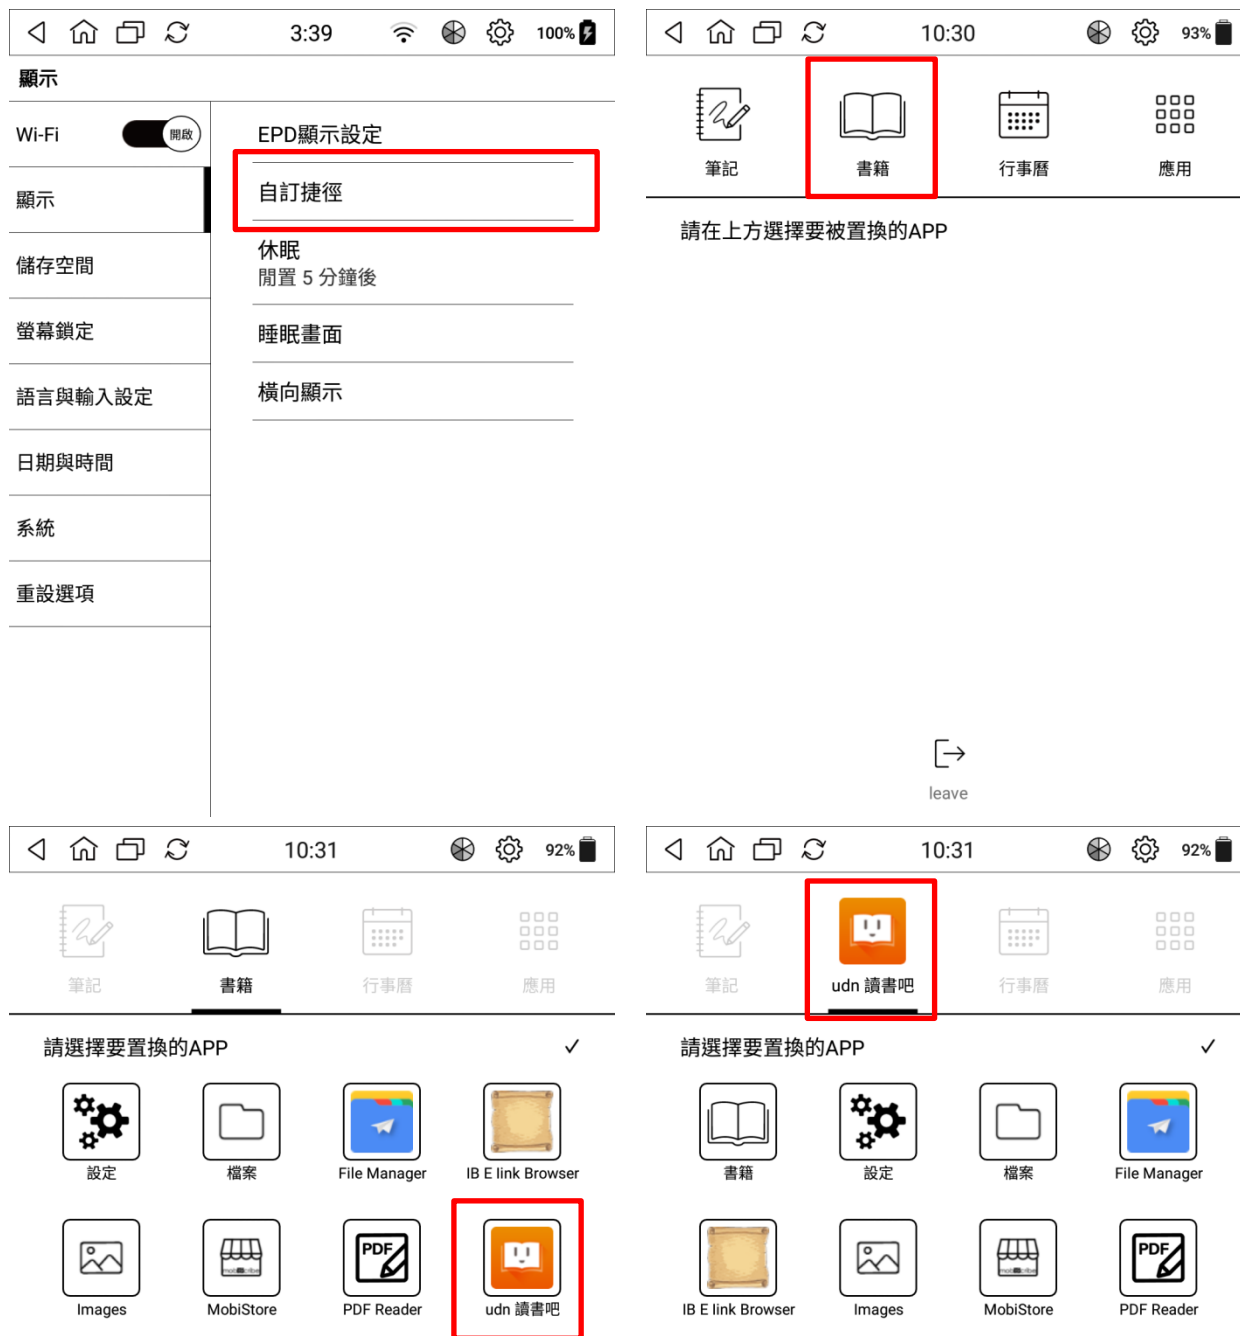 3:39 100%
顯示
Wi-Fi 開啟
顯示
儲存空間
螢幕鎖定
語言與輸入設定
日期與時間
系統
重設選項
EPD顯示設定
自訂捷徑
休眠
閒置 5 分鐘後
睡眠畫面
橫向顯示
10:30 93%
筆記 書籍 行事曆 應用
請在上方選擇要被置換的APP
leave
10:31 92%
筆記 書籍 行事曆 應用
請選擇要置換的APP
設定 檔案 File Manager IB E link Browser
PDF
Images MobiStore PDF Reader udn 讀書吧
10:31 92%
筆記 udn 讀書吧 行事曆 應用
請選擇要置換的APP
書籍 設定 檔案 File Manager
PDF
IB E link Browser Images MobiStore PDF Reader